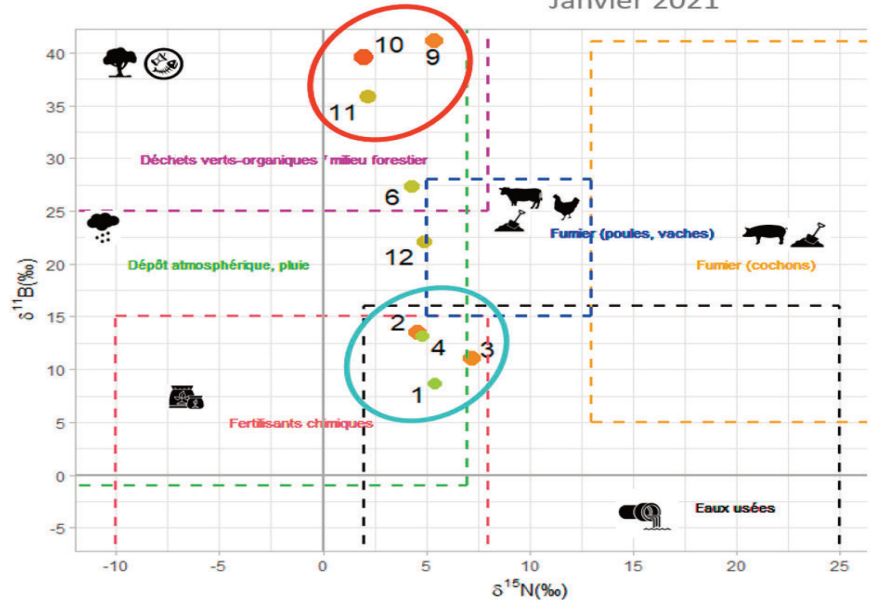 Janvier 2021
δ¹¹B(‰)
40
35
30
25
20
15
10
5
0
-5
10
9
11
Déchets verts-organiques / milieu forestier
6
Fumier (poules, vaches)
12
Dépôt atmosphérique, pluie
Fumier (cochons)
2
4
3
1
Fertilisants chimiques
Eaux usées
-10 -5 0 5 10 15 20 25
δ¹⁵N(‰)